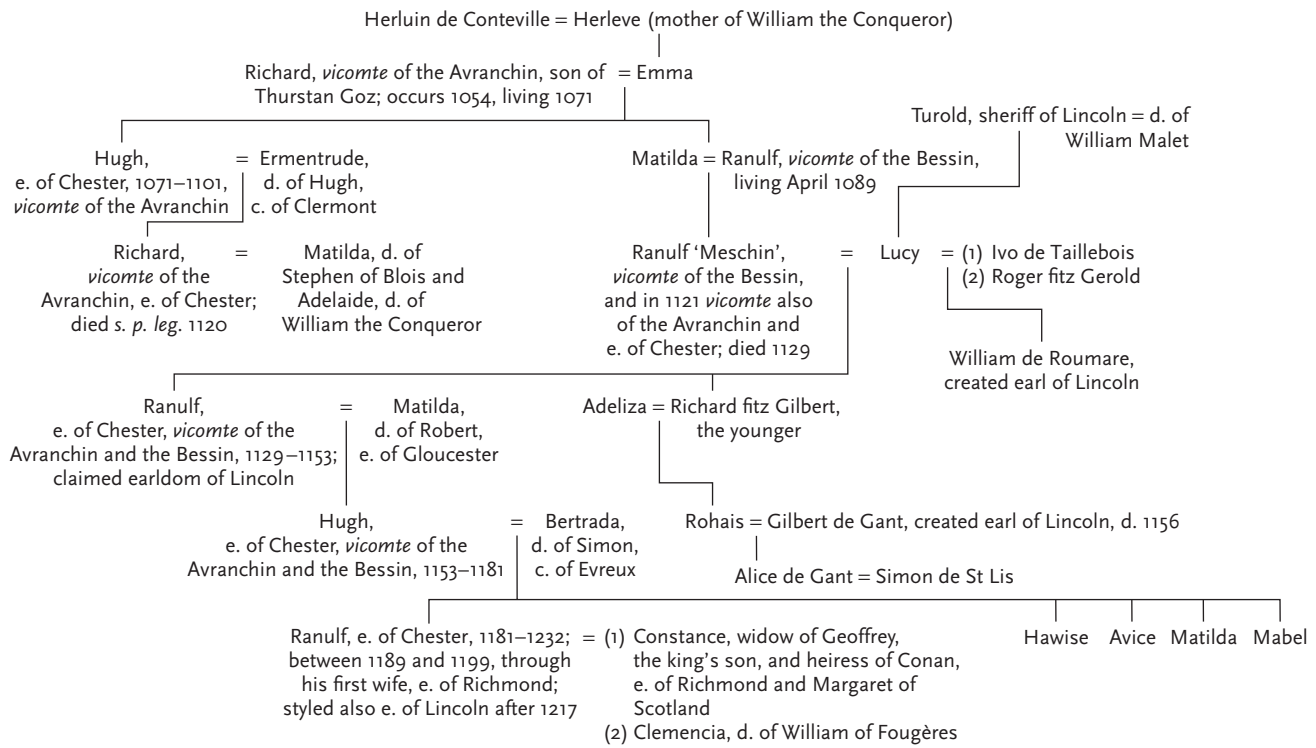 Herluin de Conteville = Herleve (mother of William the Conqueror)
Richard, vicomte of the Avranchin, son of = Emma
Thurstan Goz; occurs 1054, living 1071
Turold, sheriff of Lincoln = d. of
William Malet
Hugh,
e. of Chester, 1071–1101,
vicomte of the Avranchin
=
Ermentrude,
d. of Hugh,
c. of Clermont
Matilda = Ranulf, vicomte of the Bessin,
living April 1089
Richard,
vicomte of the
Avranchin, e. of Chester;
died s. p. leg. 1120
=
Matilda, d. of
Stephen of Blois and
Adelaide, d. of
William the Conqueror
Ranulf ‘Meschin’,
vicomte of the Bessin,
and in 1121 vicomte also
of the Avranchin and
e. of Chester; died 1129
=
Lucy
= (1) Ivo de Taillebois
(2) Roger fitz Gerold
William de Roumare,
created earl of Lincoln
Ranulf,
e. of Chester, vicomte of the
Avranchin and the Bessin, 1129–1153;
claimed earldom of Lincoln
=
Matilda,
d. of Robert,
e. of Gloucester
Adeliza = Richard fitz Gilbert,
the younger
Hugh,
e. of Chester, vicomte of the
Avranchin and the Bessin, 1153–1181
=
Bertrada,
d. of Simon,
c. of Evreux
Rohais = Gilbert de Gant, created earl of Lincoln, d. 1156
Alice de Gant = Simon de St Lis
Ranulf, e. of Chester, 1181–1232;
between 1189 and 1199, through
his first wife, e. of Richmond;
styled also e. of Lincoln after 1217
= (1) Constance, widow of Geoffrey,
the king’s son, and heiress of Conan,
e. of Richmond and Margaret of
Scotland
(2) Clemencia, d. of William of Fougères
Hawise Avice Matilda Mabel